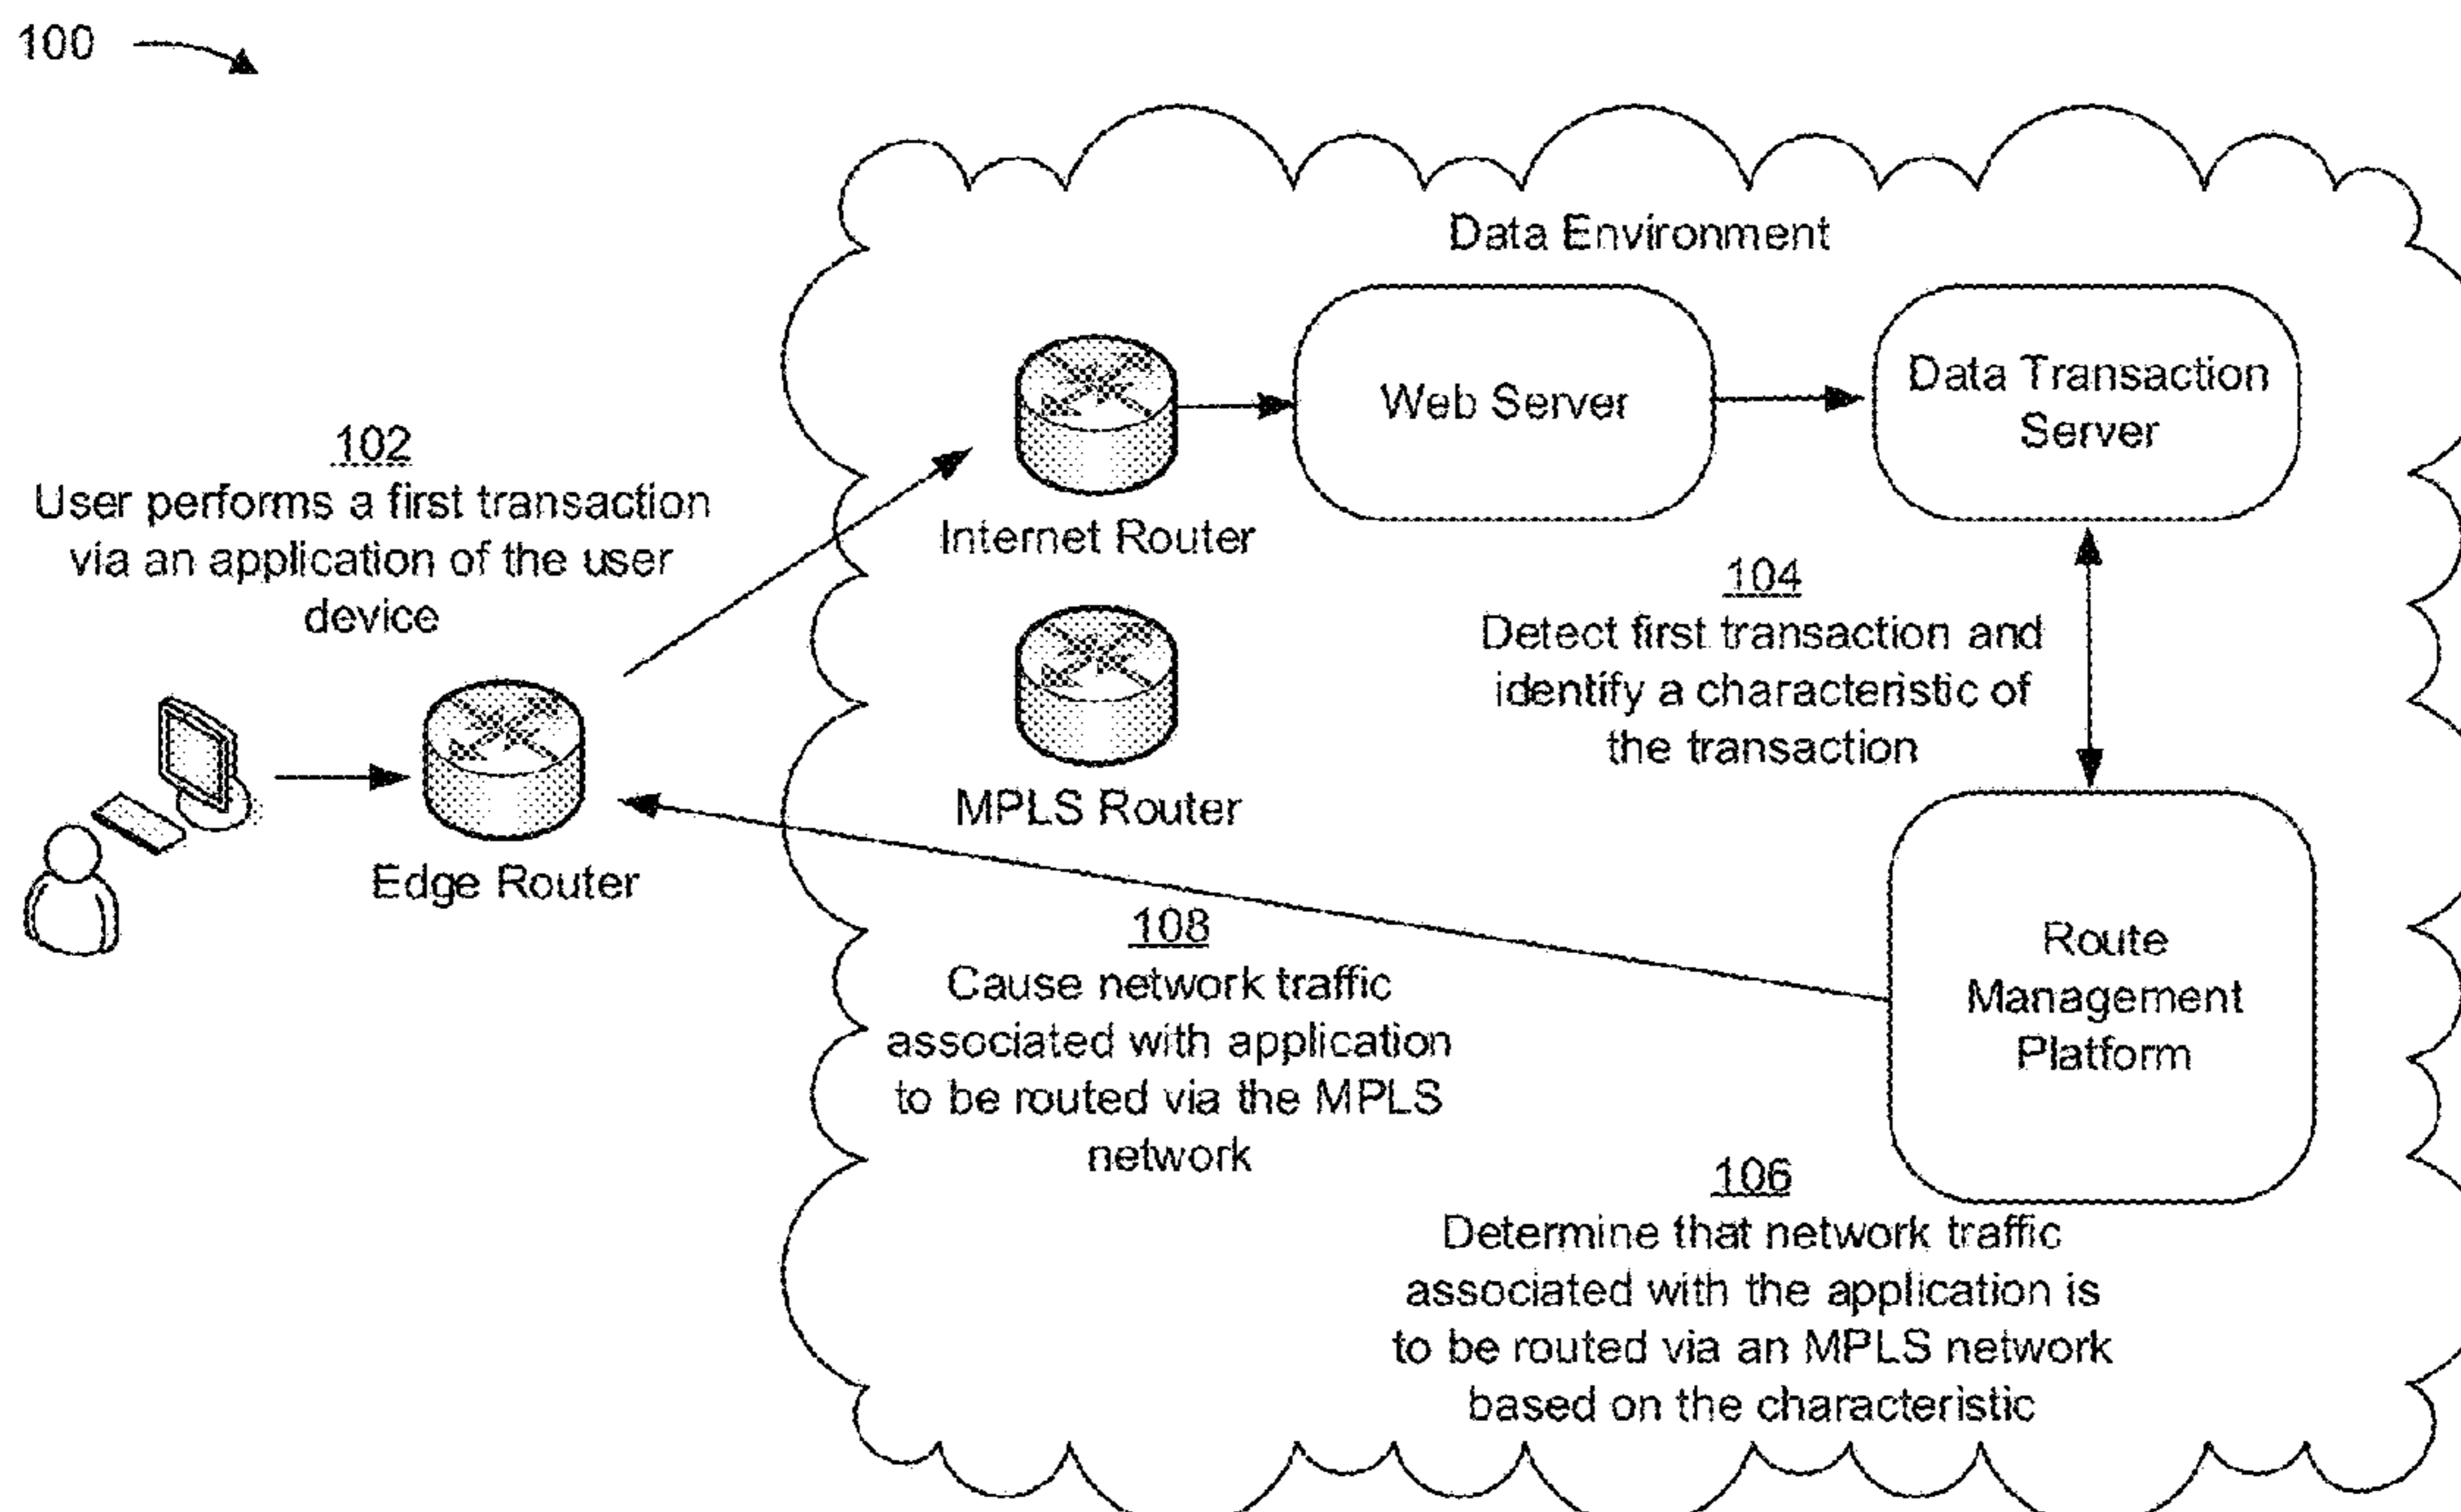 100
Data Environment
Web Server
Data Transaction
Server
102
User performs a first transaction
via an application of the user
device
Internet Router
104
Detect first transaction and
identify a characteristic of
the transaction
MPLS Router
Edge Router
108
Cause network traffic
associated with application
to be routed via the MPLS
network
Route
Management
Platform
106
Determine that network traffic
associated with the application is
to be routed via an MPLS network
based on the characteristic